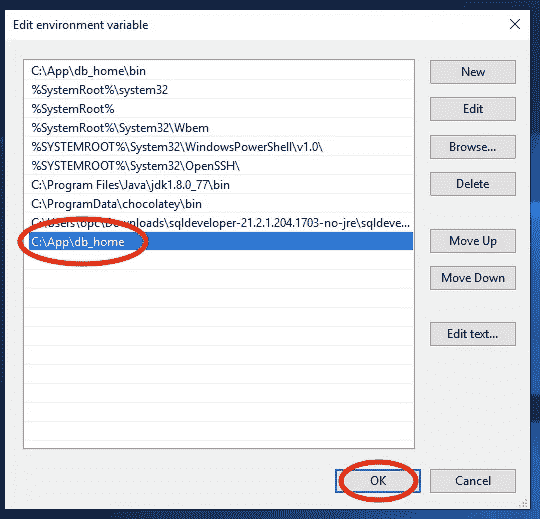 Edit environment variable
C:\App\db_home\bin
%SystemRoot%\system32
%SystemRoot%
%SystemRoot%\System32\Wbem
%SYSTEMROOT%\System32\WindowsPowerShell\v1.0\
%SYSTEMROOT%\System32\OpenSSH\
C:\Program Files\Java\jdk1.8.0_77\bin
C:\ProgramData\chocolatey\bin
C:\Users\opc\Downloads\sqldeveloper-21.2.1.204.1703-no-jre\sqldeve...
C:\App\db_home
New
Edit
Browse...
Delete
Move Up
Move Down
Edit text...
OK
Cancel